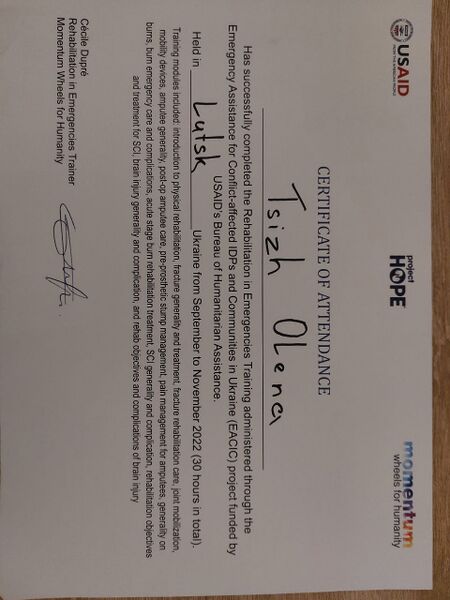 USAID
FROM THE AMERICAN PEOPLE
project
HOPE
momentum
wheels for humanity
CERTIFICATE OF ATTENDANCE
Tsizh Olena
Has successfully completed the Rehabilitation in Emergencies Training administered through the
Emergency Assistance for Conflict-affected IDPs and Communities in Ukraine (EACIC) project funded by
USAID's Bureau of Humanitarian Assistance.
Held in Lutsk Ukraine from September to November 2022 (30 hours in total).
Training modules included: introduction to physical rehabilitation, fracture generality and treatment, fracture rehabilitation care, joint mobilization,
mobility devices, amputee generality, post-op amputee care, pre-prosthetic stump management, pain management for amputees, generality on
burns, burn emergency care and complications, acute stage burn rehabilitation treatment, SCI generality and complication, rehabilitation objectives
and treatment for SCI, brain injury generality and complication, and rehab objectives and complications of brain injury
Cécile Dupré
Rehabilitation in Emergencies Trainer
Momentum Wheels for Humanity